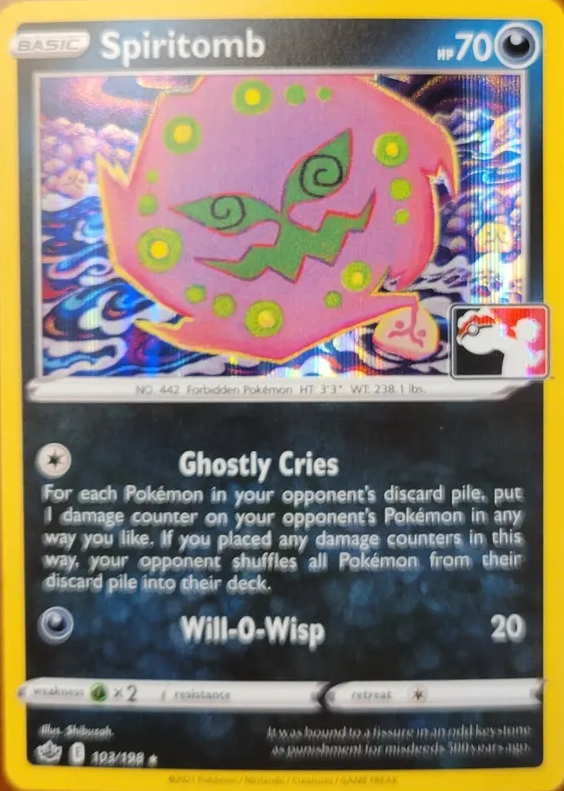 BASIC Spiritomb HP 70
NO. 442 Forbidden Pokémon HT: 3'3" WT: 238.1 lbs.
Ghostly Cries
For each Pokémon in your opponent's discard pile, put
1 damage counter on your opponent's Pokémon in any
way you like. If you placed any damage counters in this
way, your opponent shuffles all Pokémon from their
discard pile into their deck.
Will-O-Wisp 20
weakness ×2 resistance retreat
Illus. Shibuzoh.
E 103/198 ★
It was bound to a fissure in an odd keystone
as punishment for misdeeds 500 years ago.
©2021 Pokémon / Nintendo / Creatures / GAME FREAK